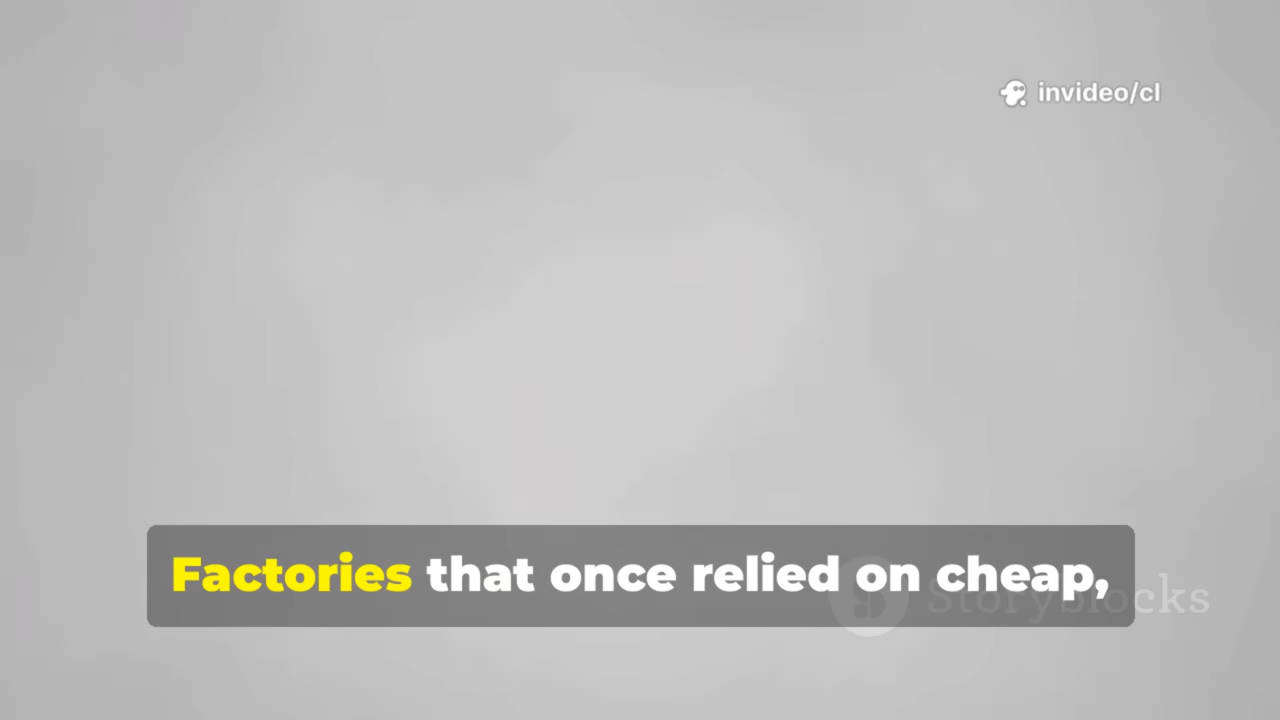 invideo/cl
Factories that once relied on cheap,
Storyblocks